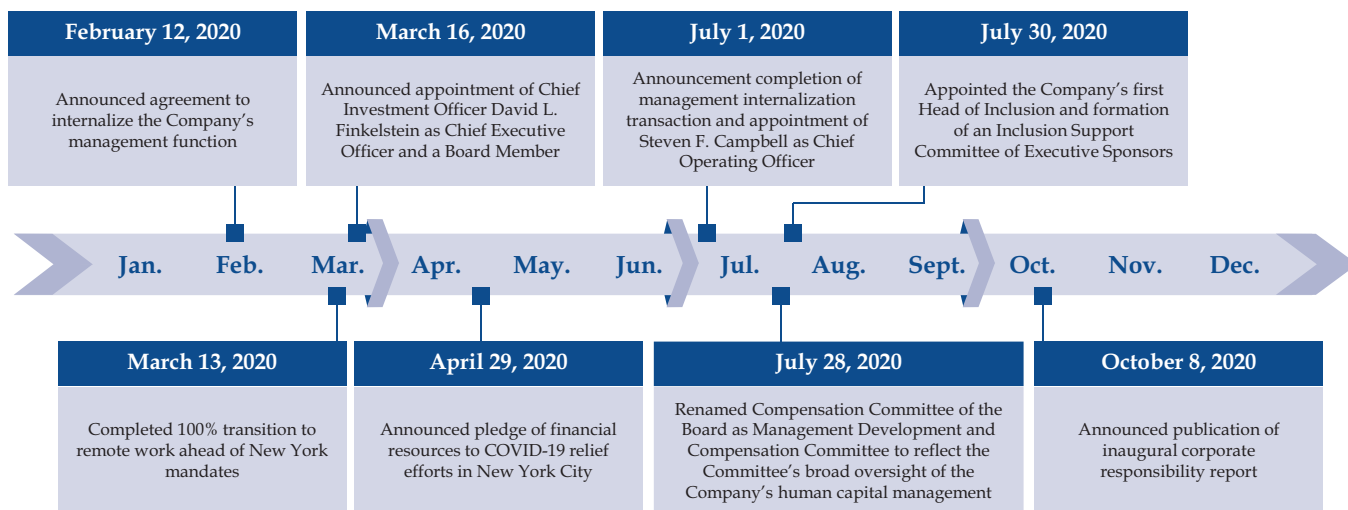 February 12, 2020
Announced agreement to
internalize the Company's
management function
March 16, 2020
Announced appointment of Chief
Investment Officer David L.
Finkelstein as Chief Executive
Officer and a Board Member
July 1, 2020
Announcement completion of
management internalization
transaction and appointment of
Steven F. Campbell as Chief
Operating Officer
July 30, 2020
Appointed the Company's first
Head of Inclusion and formation
of an Inclusion Support
Committee of Executive Sponsors
Jan. Feb. Mar. Apr. May. Jun. Jul. Aug. Sept. Oct. Nov. Dec.
March 13, 2020
Completed 100% transition to
remote work ahead of New York
mandates
April 29, 2020
Announced pledge of financial
resources to COVID-19 relief
efforts in New York City
July 28, 2020
Renamed Compensation Committee of the
Board as Management Development and
Compensation Committee to reflect the
Committee's broad oversight of the
Company's human capital management
October 8, 2020
Announced publication of
inaugural corporate
responsibility report